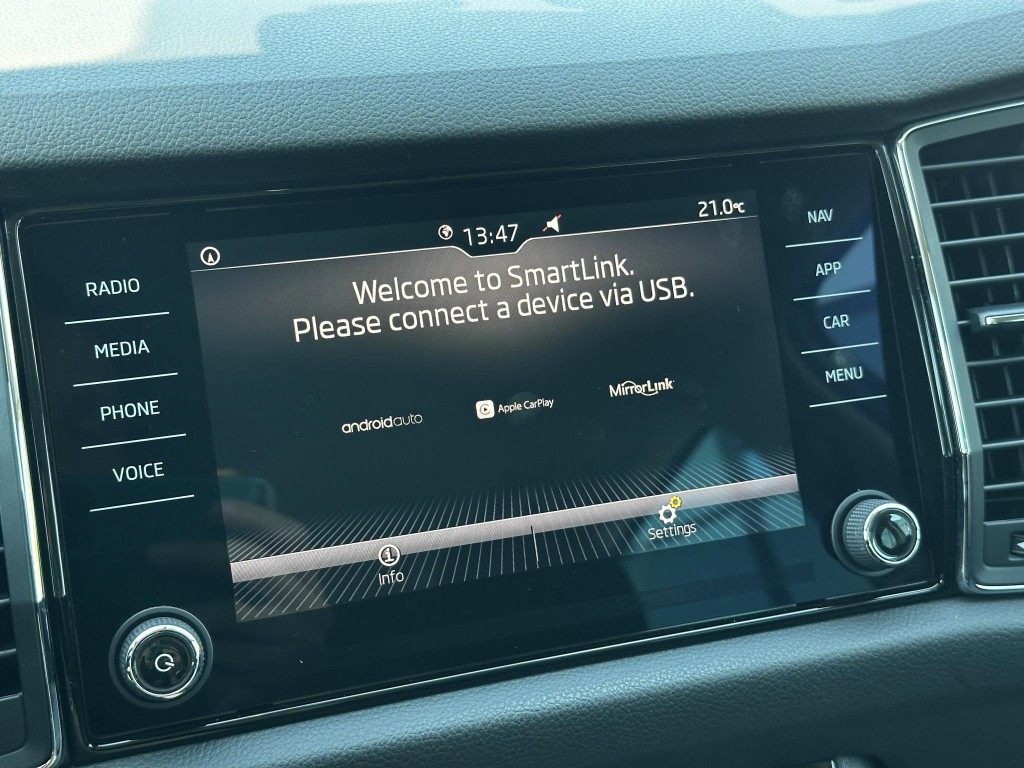 13:47
21.0°C
RADIO
MEDIA
PHONE
VOICE
Welcome to SmartLink.
Please connect a device via USB.
androidauto
Apple CarPlay
MirrorLink
Info
Settings
NAV
APP
CAR
MENU